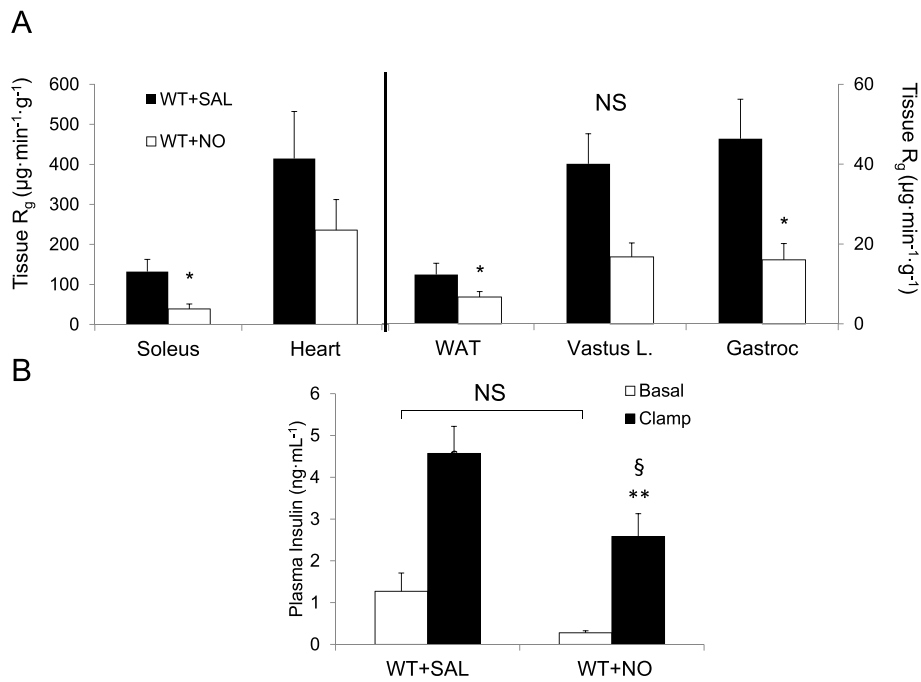 A
Tissue Rg (µg·min-1·g-1)
600
500
400
300
200
100
0
WT+SAL
WT+NO
*
NS
*
*
60
40
20
0
Tissue Rg (µg·min-1·g-1)
Soleus Heart WAT Vastus L. Gastroc
B
Plasma Insulin (ng·mL-1)
6
5
4
3
2
1
0
NS
Basal
Clamp
§
**
WT+SAL WT+NO